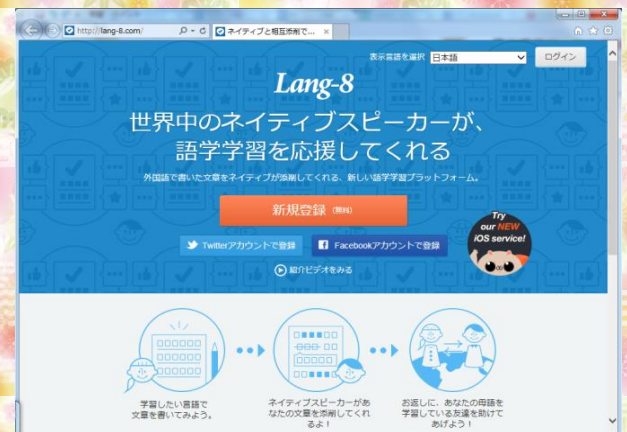 http://lang-8.com/
ネイティブと相互添削で...
表示言語を選択 日本語
ログイン
Lang-8
世界中のネイティブスピーカーが、
語学学習を応援してくれる
外国語で書いた文章をネイティブが添削してくれる、新しい語学学習プラットフォーム。
新規登録 (無料)
Twitterアカウントで登録
Facebookアカウントで登録
紹介ビデオをみる
Try
our NEW
iOS service!
学習したい言語で
文章を書いてみよう。
ネイティブスピーカーがあ
なたの文章を添削してくれ
るよ！
お返しに、あなたの母語を
学習している友達を助けて
あげよう！